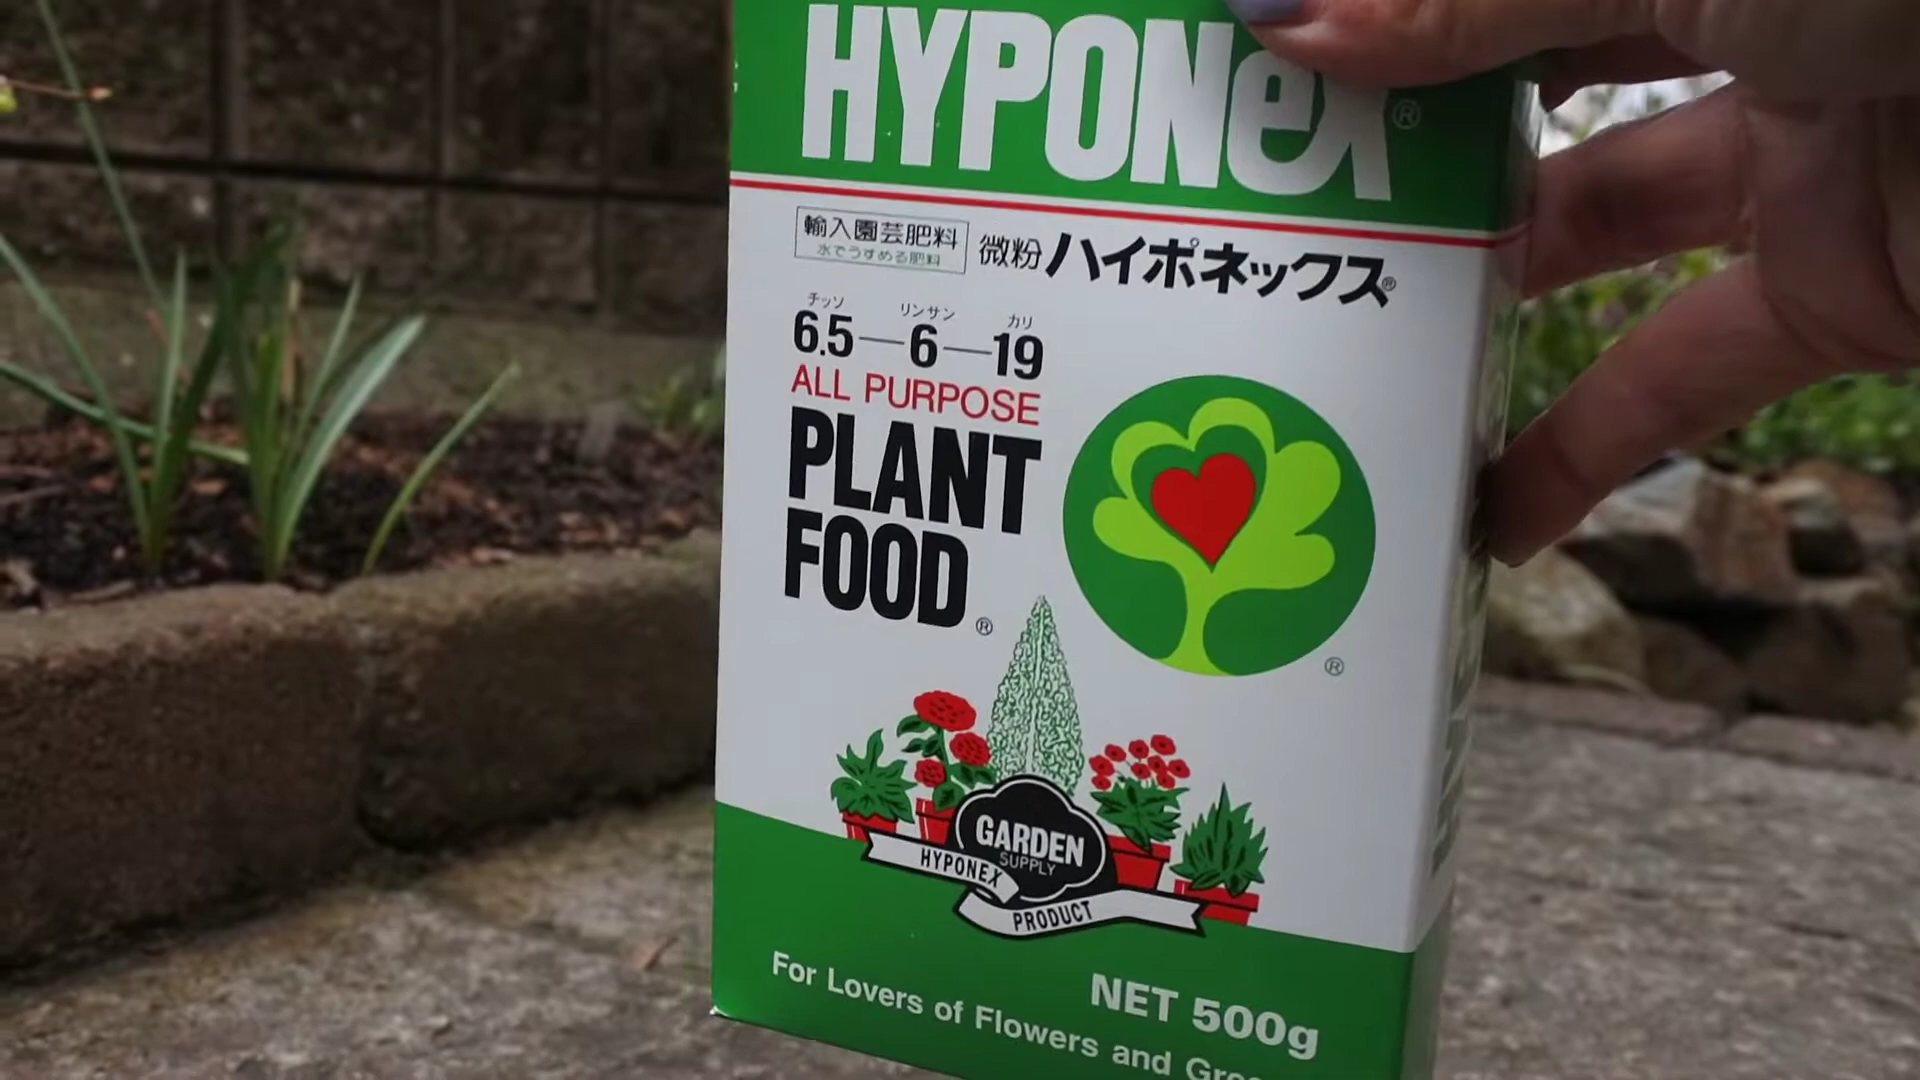 HYPONeX®
輸入園芸肥料
水でうすめる肥料
微粉ハイポネックス®
チッソ リンサン カリ
6.5—6—19
ALL PURPOSE
PLANT
FOOD®
®
GARDEN
SUPPLY
HYPONEX
PRODUCT
NET 500g
For Lovers of Flowers and